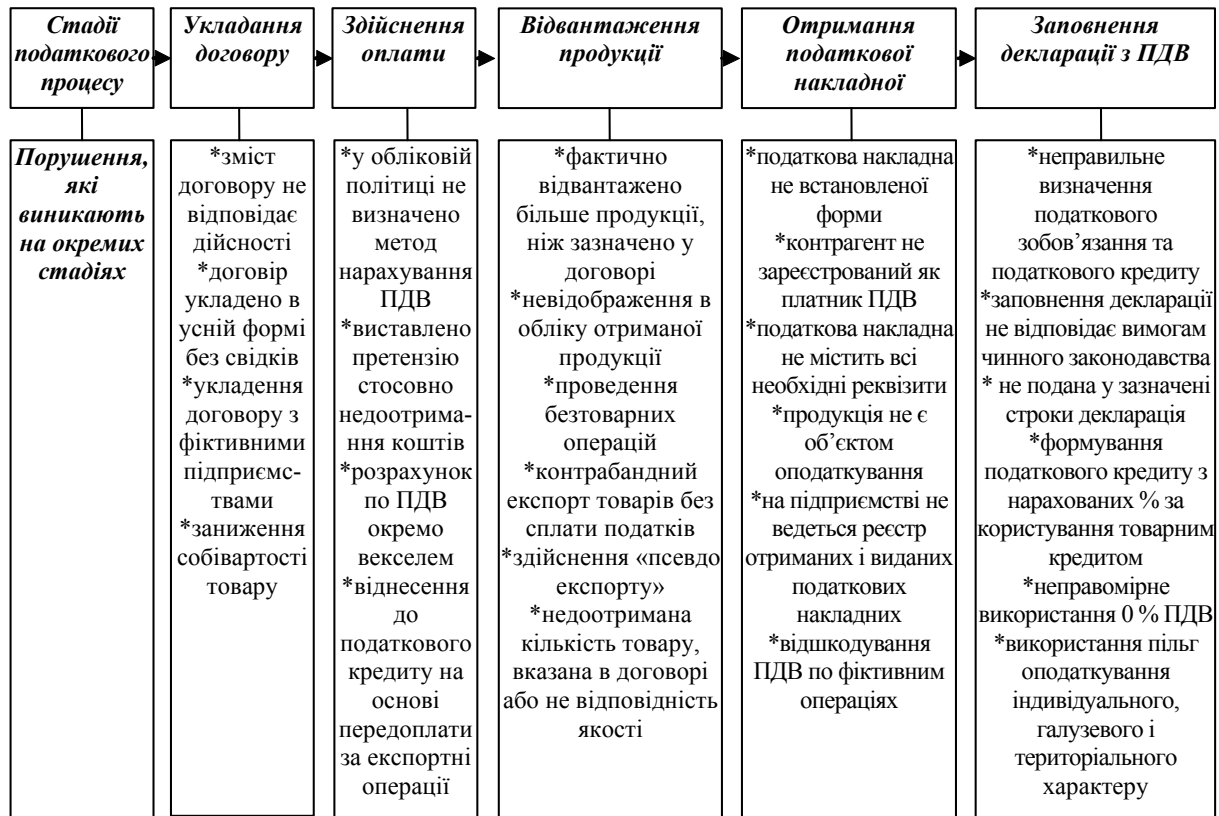 Стадії
податкового
процесу
Укладання
договору
Здійснення
оплати
Відвантаження
продукції
Отримання
податкової
накладної
Заповнення
декларації з ПДВ
Порушення,
які
виникають
на окремих
стадіях
*зміст
договору не
відповідає
дійсності
*договір
укладено в
усній формі
без свідків
*укладення
договору з
фіктивними
підприємс-
твами
*заниження
собівартості
товару
*у обліковій
політиці не
визначено
метод
нарахування
ПДВ
*виставлено
претензію
стосовно
недоотрима-
ння коштів
*розрахунок
по ПДВ
окремо
векселем
*віднесення
до
податкового
кредиту на
основі
передоплати
за експортні
операції
*фактично
відвантажено
більше продукції,
ніж зазначено у
договорі
*невідображення в
обліку отриманої
продукції
*проведення
безтоварних
операцій
*контрабандний
експорт товарів без
сплати податків
*здійснення «псевдо
експорту»
*недоотримана
кількість товару,
вказана в договорі
або не відповідність
якості
*податкова накладна
не встановленої
форми
*контрагент не
зареєстрований як
платник ПДВ
*податкова накладна
не містить всі
необхідні реквізити
*продукція не є
об’єктом
оподаткування
*на підприємстві не
ведеться реєстр
отриманих і виданих
податкових
накладних
*відшкодування
ПДВ по фіктивним
операціях
*неправильне
визначення
податкового
зобов’язання та
податкового кредиту
*заповнення декларації
не відповідає вимогам
чинного законодавства
* не подана у зазначені
строки декларація
*формування
податкового кредиту з
нарахованих % за
користування товарним
кредитом
*неправомірне
використання 0 % ПДВ
*використання пільг
оподаткування
індивідуального,
галузевого і
територіального
характеру